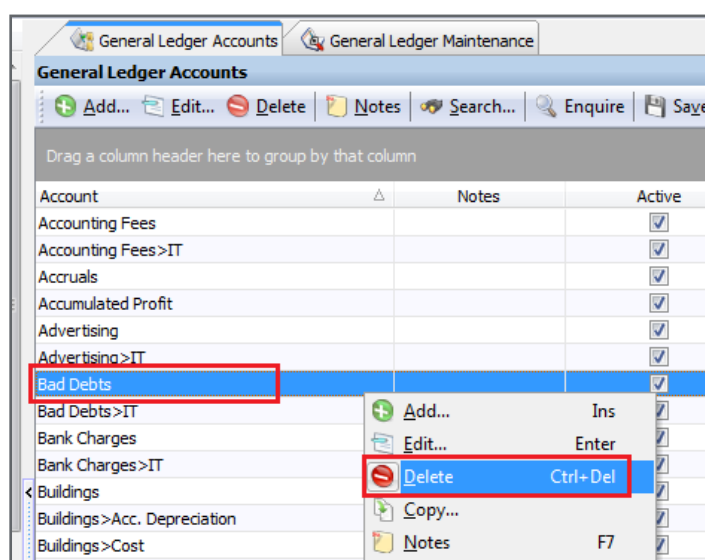 General Ledger Accounts General Ledger Maintenance
General Ledger Accounts
Add... Edit... Delete Notes Search... Enquire Save
Drag a column header here to group by that column
Account Notes Active
Accounting Fees
Accounting Fees>IT
Accruals
Accumulated Profit
Advertising
Advertising>IT
Bad Debts
Bad Debts>IT Add... Ins
Bank Charges Edit... Enter
Bank Charges>IT Delete Ctrl+Del
Buildings
Buildings>Acc. Depreciation Copy...
Buildings>Cost Notes F7